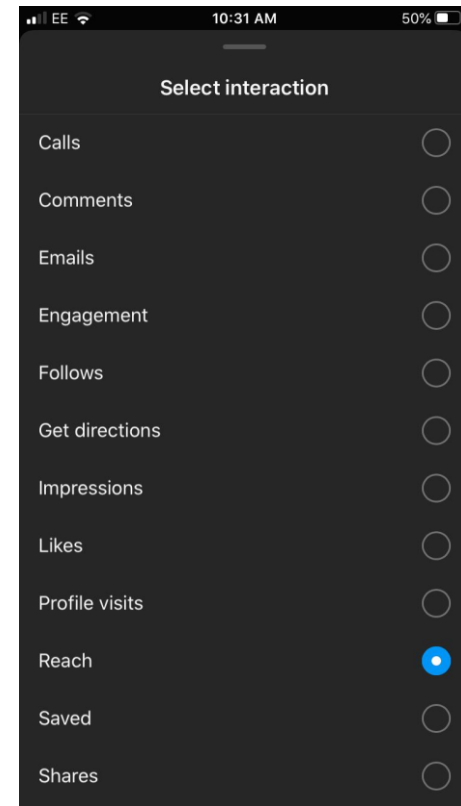 EE 10:31 AM 50%
Select interaction
Calls
Comments
Emails
Engagement
Follows
Get directions
Impressions
Likes
Profile visits
Reach
Saved
Shares